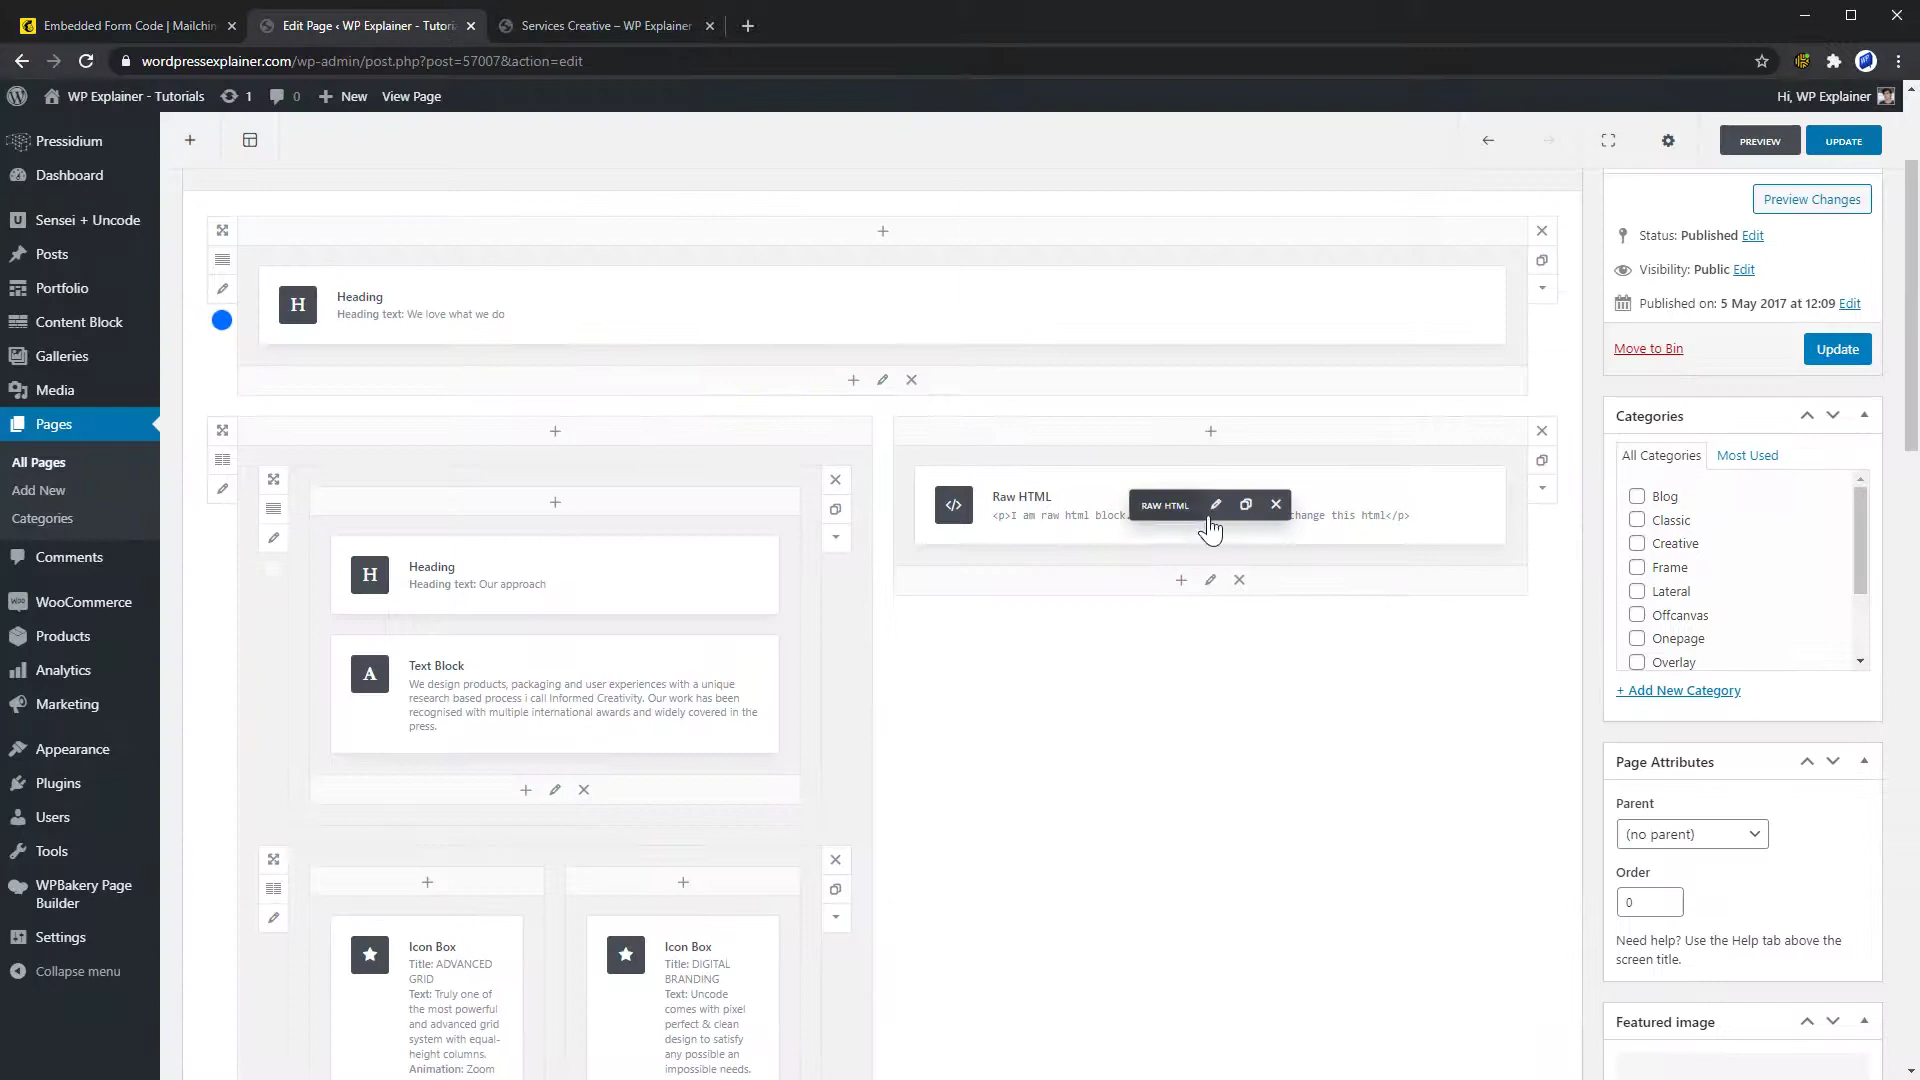 Embedded Form Code | Mailchin
Edit Page ‹ WP Explainer - Tutori
Services Creative – WP Explainer
wordpressexplainer.com/wp-admin/post.php?post=57007&action=edit
WP Explainer - Tutorials
1
0
New
View Page
Hi, WP Explainer
Pressidium
Dashboard
Sensei + Uncode
Posts
Portfolio
Content Block
Galleries
Media
Pages
All Pages
Add New
Categories
Comments
WooCommerce
Products
Analytics
Marketing
Appearance
Plugins
Users
Tools
WPBakery Page
Builder
Settings
Collapse menu
PREVIEW
UPDATE
H
Heading
Heading text: We love what we do
H
Heading
Heading text: Our approach
A
Text Block
We design products, packaging and user experiences with a unique
research based process i call Informed Creativity. Our work has been
recognised with multiple international awards and widely covered in the
press.
Icon Box
Title: ADVANCED
GRID
Text: Truly one of
the most powerful
and advanced grid
system with equal-
height columns.
Animation: Zoom
Icon Box
Title: DIGITAL
BRANDING
Text: Uncode
comes with pixel
perfect & clean
design to satisfy
any possible an
impossible needs.
Raw HTML
<p>I am raw html block. change this html</p>
RAW HTML
Preview Changes
Status: Published Edit
Visibility: Public Edit
Published on: 5 May 2017 at 12:09 Edit
Move to Bin
Update
Categories
All Categories
Most Used
Blog
Classic
Creative
Frame
Lateral
Offcanvas
Onepage
Overlay
+ Add New Category
Page Attributes
Parent
(no parent)
Order
0
Need help? Use the Help tab above the
screen title.
Featured image